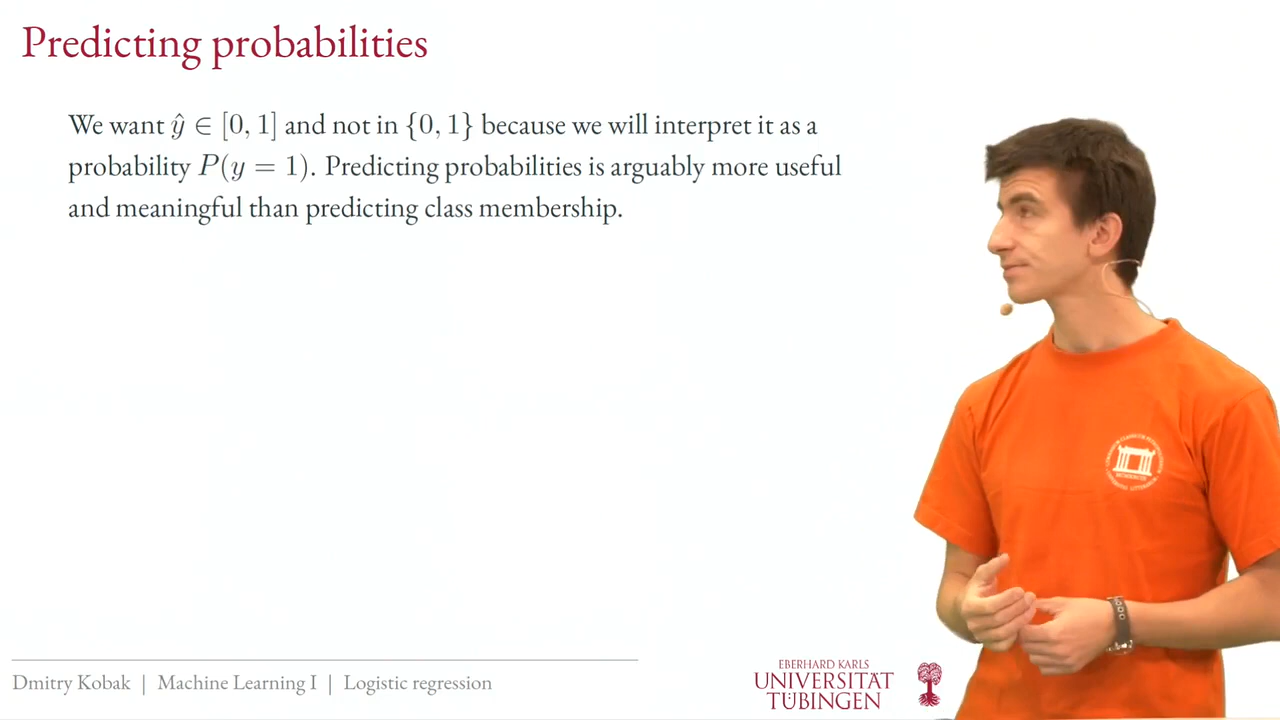 Predicting probabilities
We want ŷ ∈ [0, 1] and not in {0, 1} because we will interpret it as a
probability P(y = 1). Predicting probabilities is arguably more useful
and meaningful than predicting class membership.
Dmitry Kobak | Machine Learning I | Logistic regression
EBERHARD KARLS
UNIVERSITÄT
TÜBINGEN